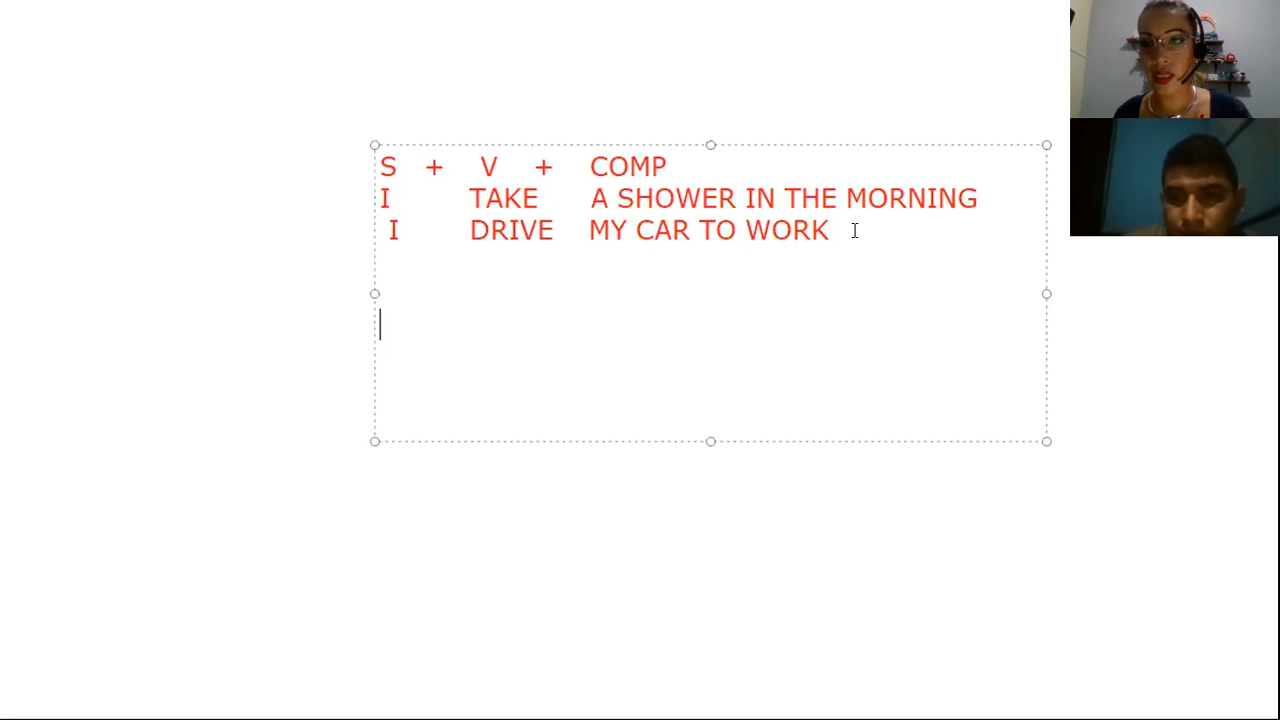 S + V + COMP
I TAKE A SHOWER IN THE MORNING
I DRIVE MY CAR TO WORK